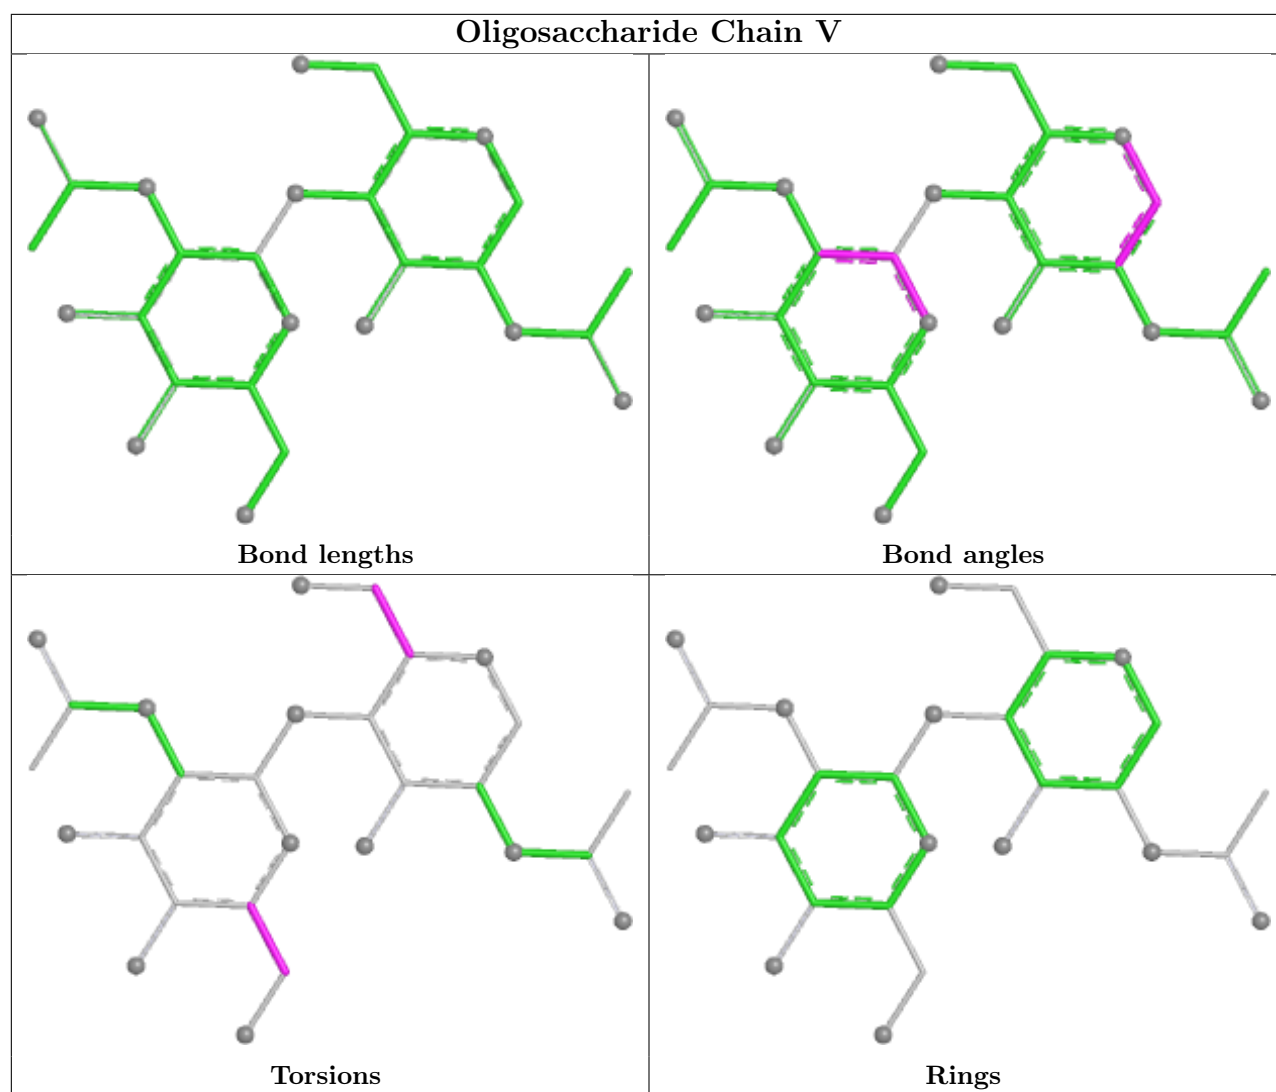 Oligosaccharide Chain V
Bond lengths
Bond angles
Torsions
Rings